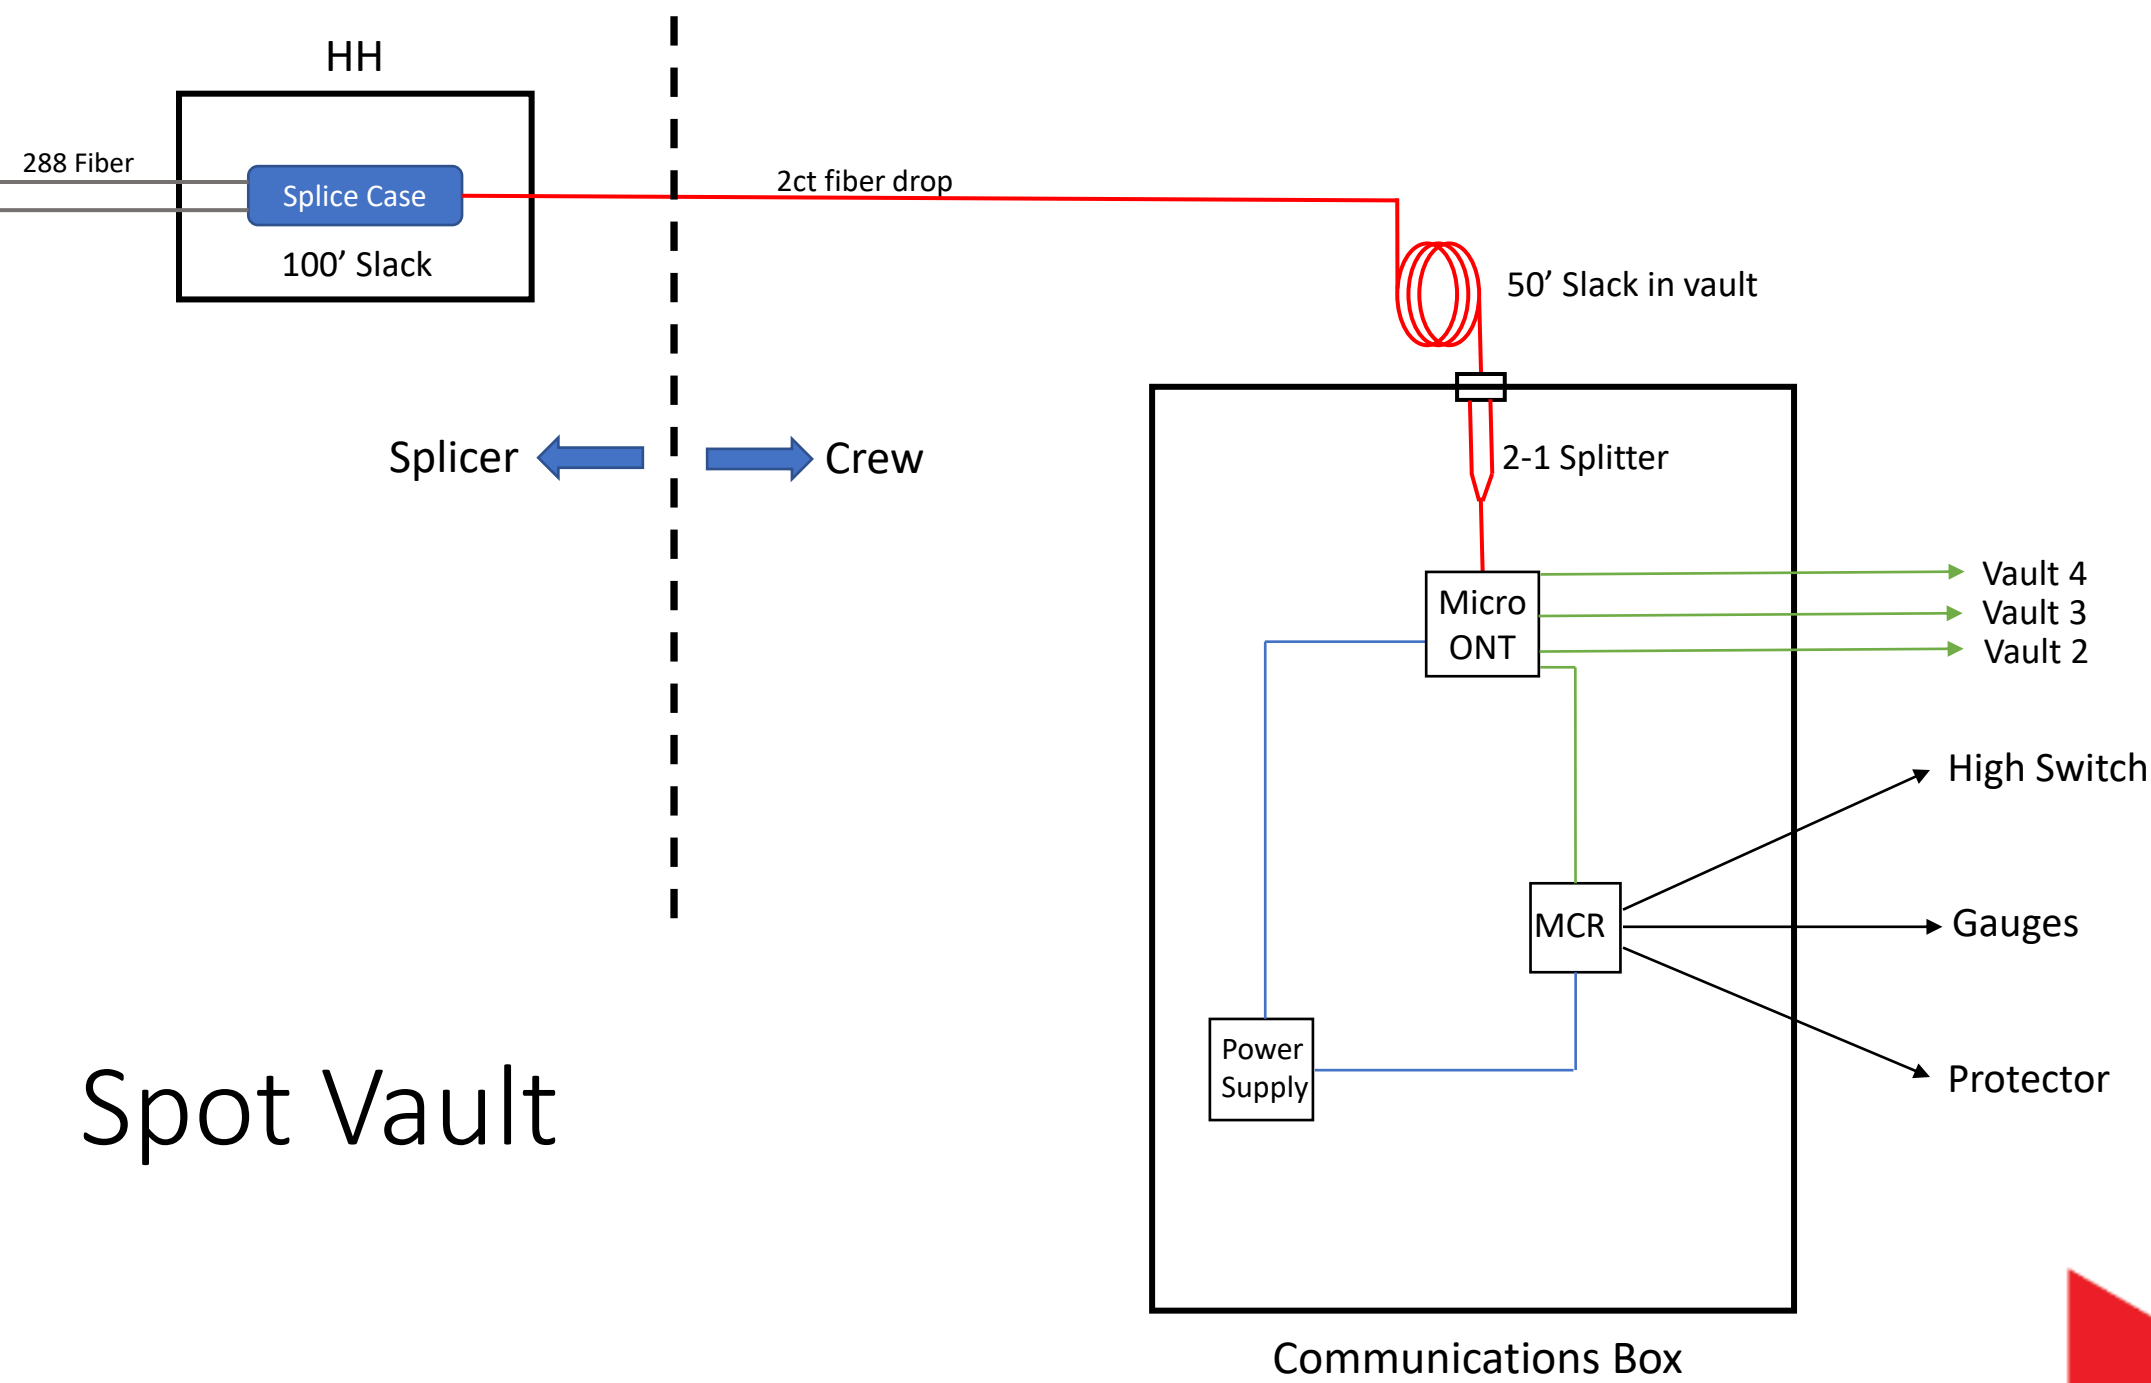 HH
288 Fiber
Splice Case
2ct fiber drop
100’ Slack
50’ Slack in vault
Splicer
Crew
2-1 Splitter
Micro
ONT
Vault 4
Vault 3
Vault 2
High Switch
MCR
Gauges
Power
Supply
Protector
Spot Vault
Communications Box